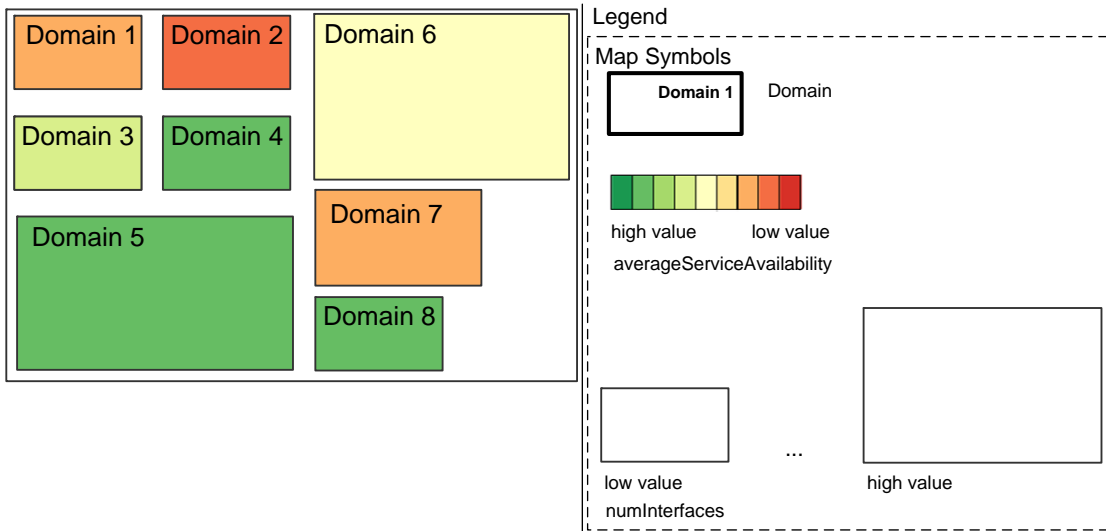 Domain 1
Domain 2
Domain 6
Domain 3
Domain 4
Domain 7
Domain 5
Domain 8
Legend
Map Symbols
Domain 1
Domain
high value
low value
averageServiceAvailability
...
low value
high value
numInterfaces